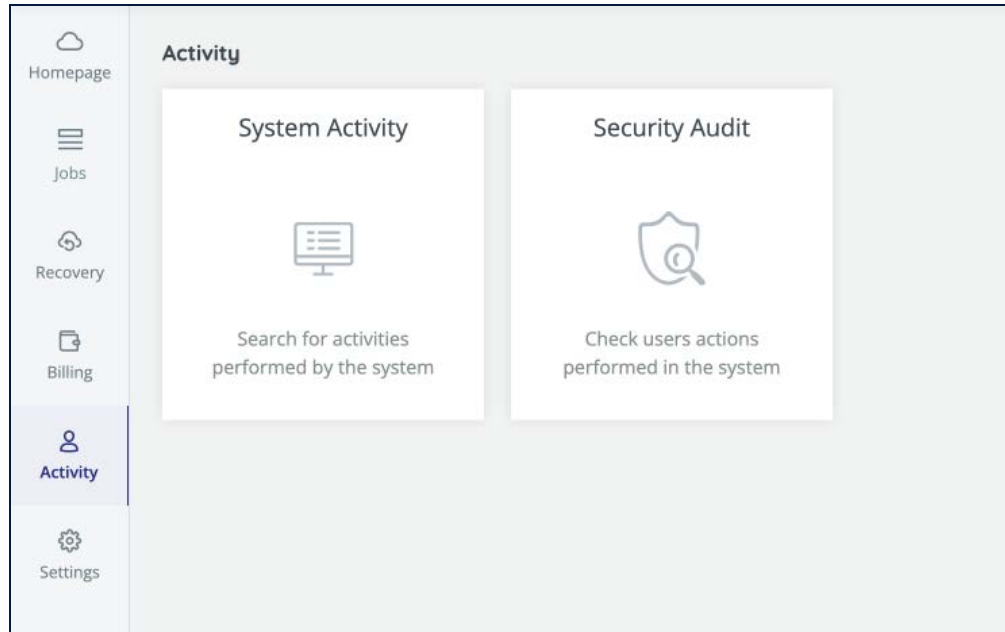 Homepage
Jobs
Recovery
Billing
Activity
Settings
Activity
System Activity
Search for activities
performed by the system
Security Audit
Check users actions
performed in the system